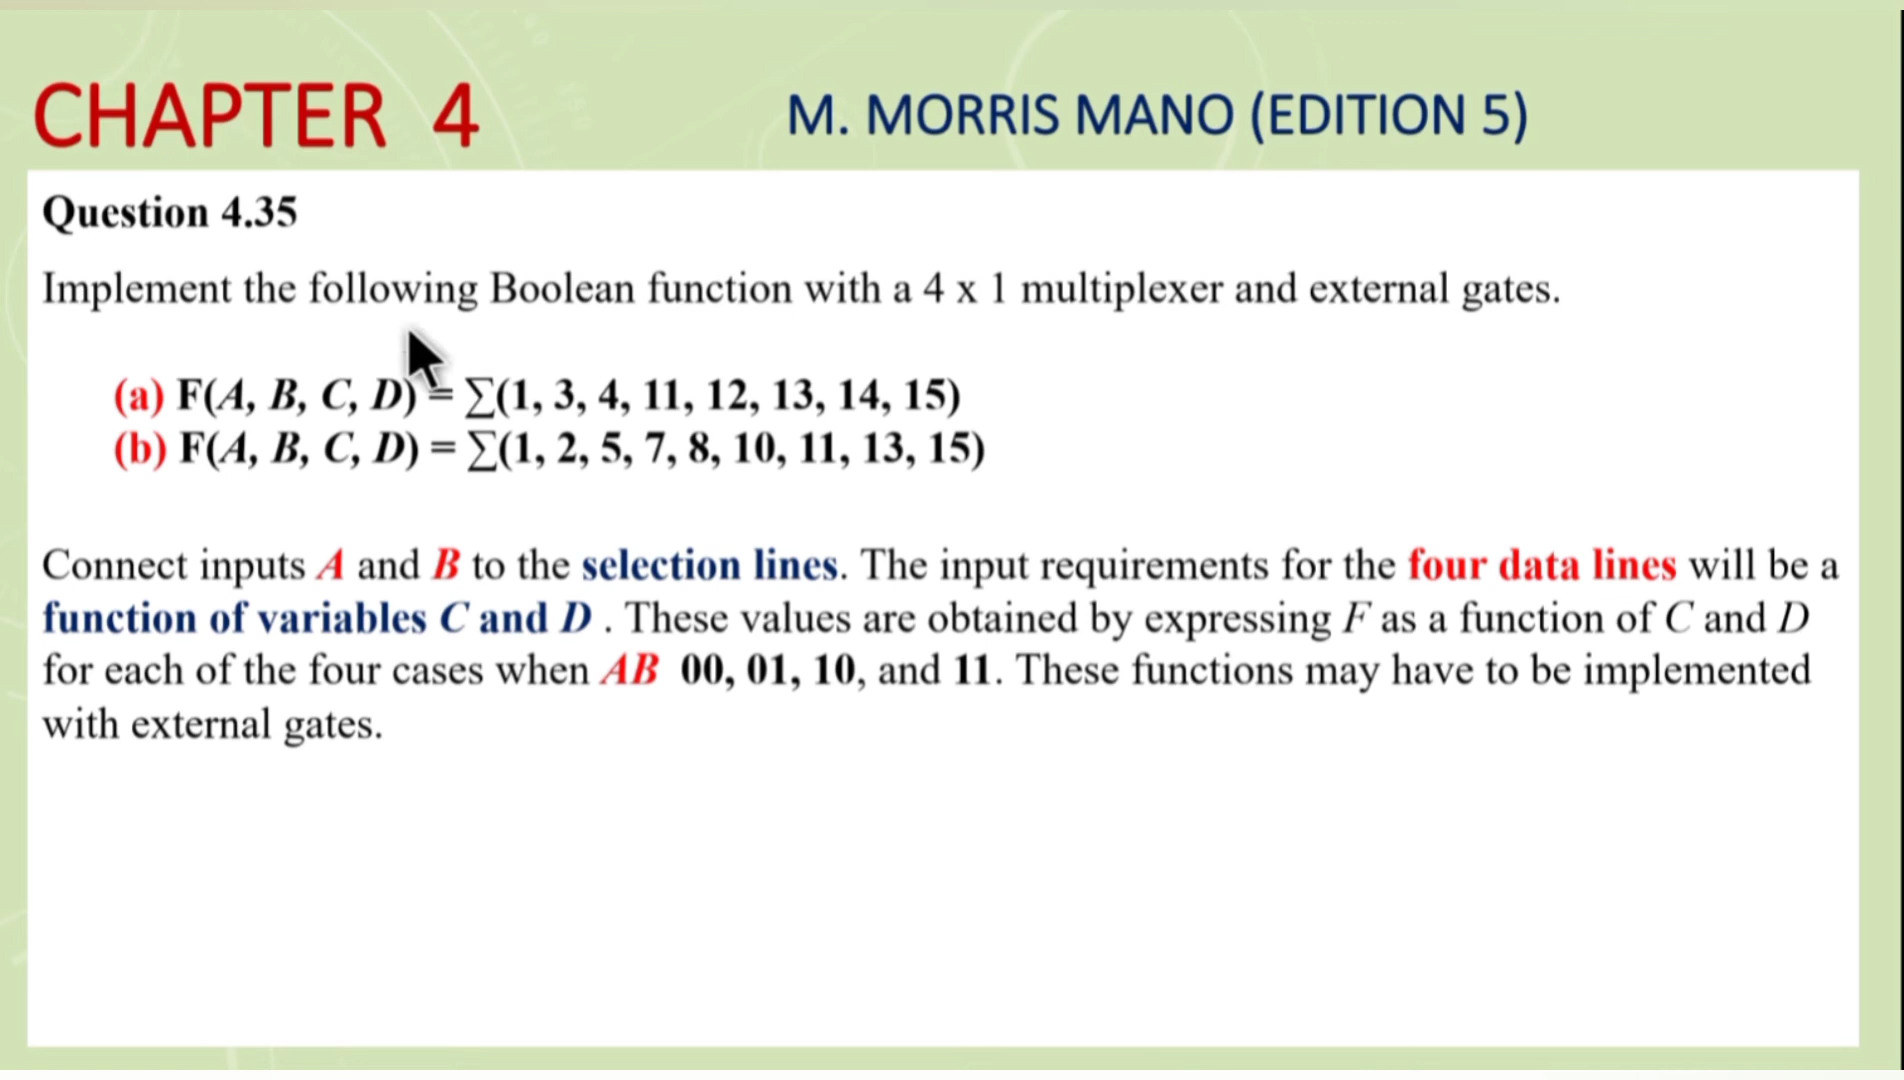 CHAPTER 4
M. MORRIS MANO (EDITION 5)
Question 4.35
Implement the following Boolean function with a 4 x 1 multiplexer and external gates.
(a) F(A, B, C, D) = ∑(1, 3, 4, 11, 12, 13, 14, 15)
(b) F(A, B, C, D) = ∑(1, 2, 5, 7, 8, 10, 11, 13, 15)
Connect inputs A and B to the selection lines. The input requirements for the four data lines will be a
function of variables C and D . These values are obtained by expressing F as a function of C and D
for each of the four cases when AB 00, 01, 10, and 11. These functions may have to be implemented
with external gates.